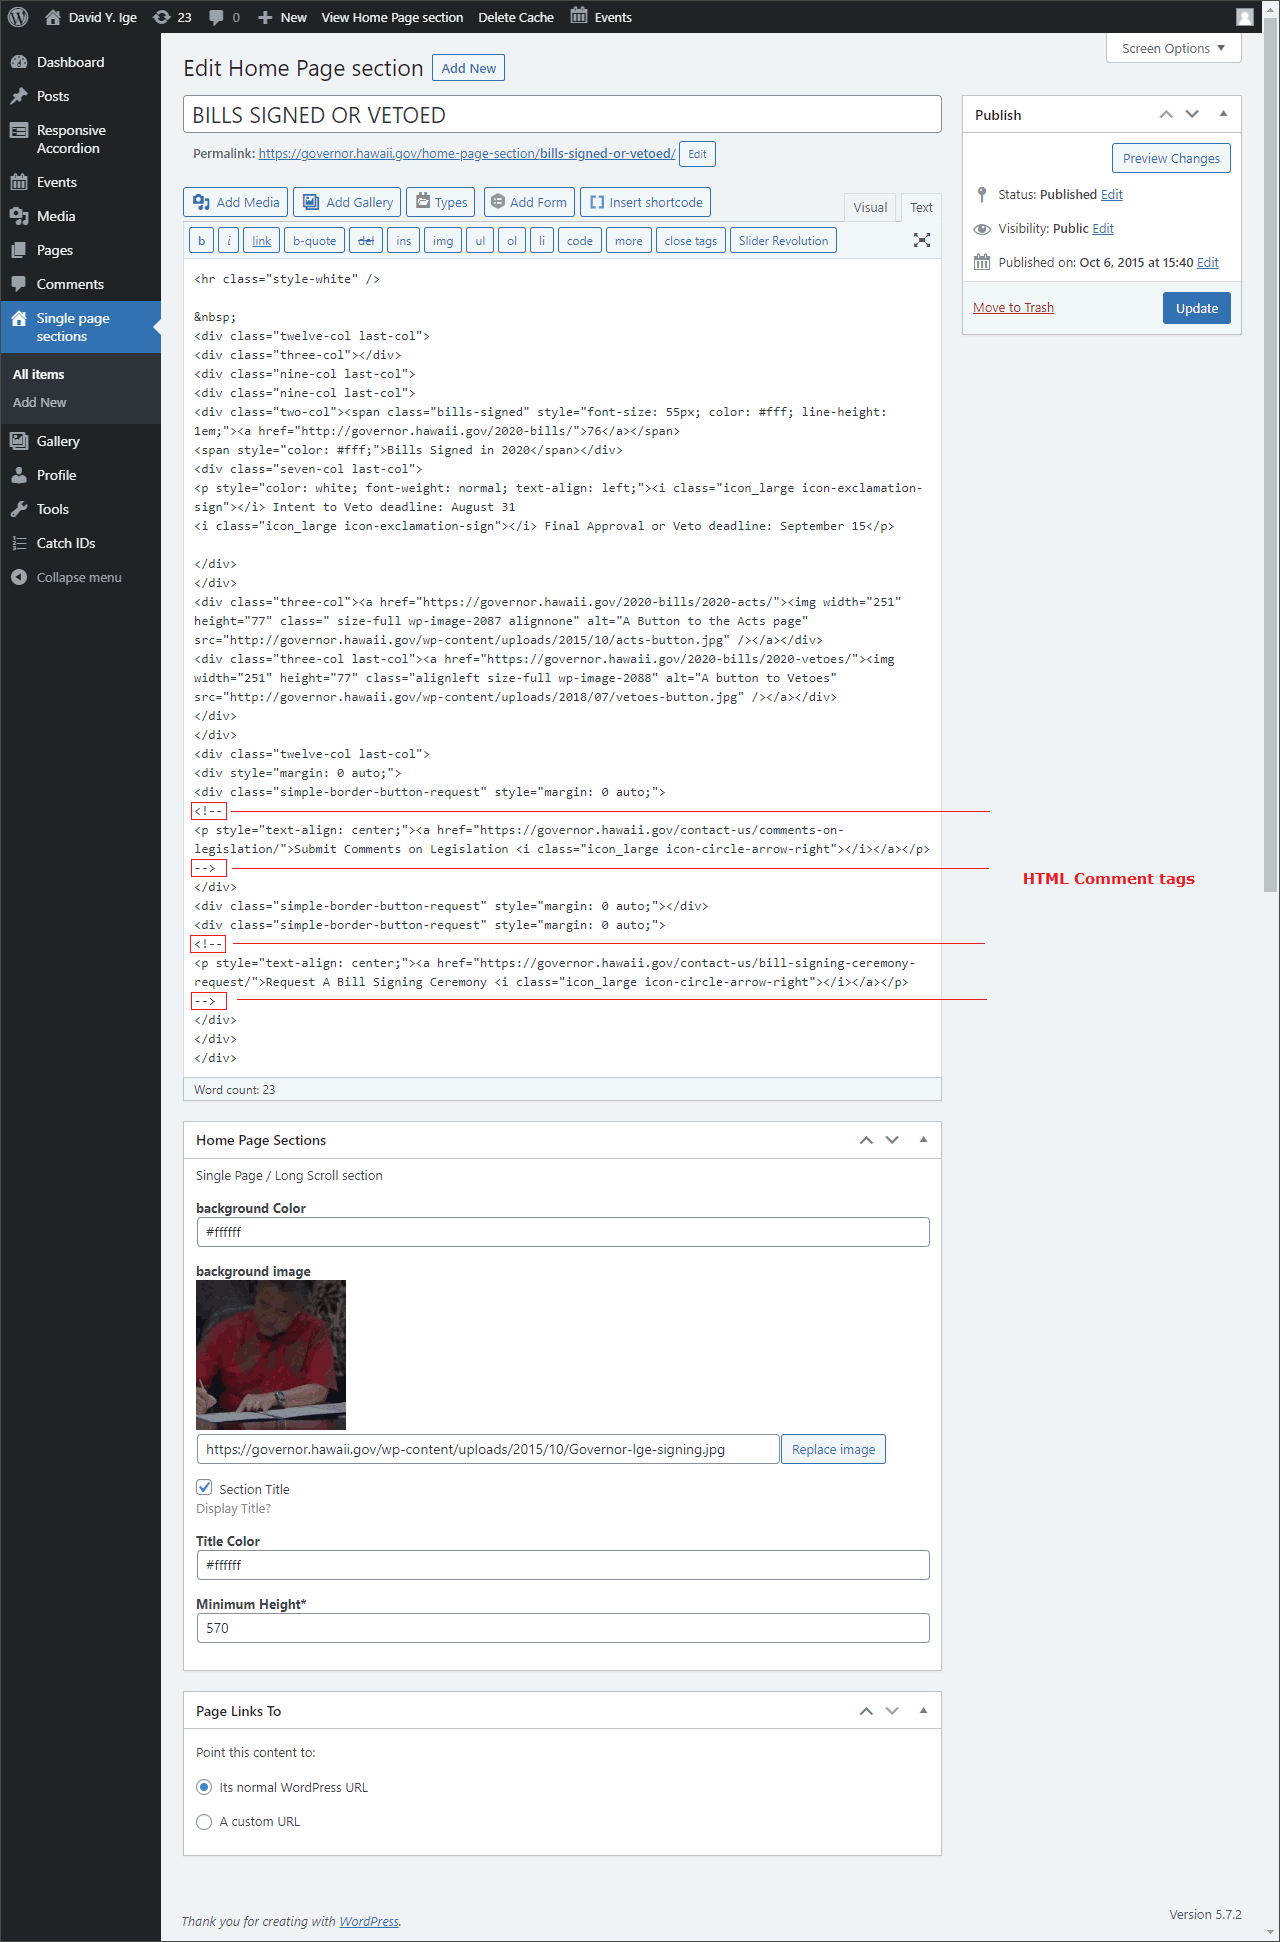 David Y. Ige 23 0 New View Home Page section Delete Cache Events
Screen Options ▼
Dashboard
Posts
Responsive
Accordion
Events
Media
Pages
Comments
Single page
sections
All items
Add New
Gallery
Profile
Tools
Catch IDs
Collapse menu
Edit Home Page section Add New
BILLS SIGNED OR VETOED
Permalink: https://governor.hawaii.gov/home-page-section/bills-signed-or-vetoed/ Edit
Add Media Add Gallery Types Add Form Insert shortcode Visual Text
b i link b-quote del ins img ul ol li code more close tags Slider Revolution
<hr class="style-white" />
&nbsp;
<div class="twelve-col last-col">
<div class="three-col"></div>
<div class="nine-col last-col">
<div class="nine-col last-col">
<div class="two-col"><span class="bills-signed" style="font-size: 55px; color: #fff; line-height:
1em;"><a href="http://governor.hawaii.gov/2020-bills/">76</a></span>
<span style="color: #fff;">Bills Signed in 2020</span></div>
<div class="seven-col last-col">
<p style="color: white; font-weight: normal; text-align: left;"><i class="icon_large icon-exclamation-
sign"></i> Intent to Veto deadline: August 31
<i class="icon_large icon-exclamation-sign"></i> Final Approval or Veto deadline: September 15</p>
</div>
</div>
<div class="three-col"><a href="https://governor.hawaii.gov/2020-bills/2020-acts/"><img width="251"
height="77" class=" size-full wp-image-2087 alignnone" alt="A Button to the Acts page"
src="http://governor.hawaii.gov/wp-content/uploads/2015/10/acts-button.jpg" /></a></div>
<div class="three-col last-col"><a href="https://governor.hawaii.gov/2020-bills/2020-vetoes/"><img
width="251" height="77" class="alignleft size-full wp-image-2088" alt="A button to Vetoes"
src="http://governor.hawaii.gov/wp-content/uploads/2018/07/vetoes-button.jpg" /></a></div>
</div>
</div>
<div class="twelve-col last-col">
<div style="margin: 0 auto;">
<div class="simple-border-button-request" style="margin: 0 auto;">
<!--
<p style="text-align: center;"><a href="https://governor.hawaii.gov/contact-us/comments-on-
legislation/">Submit Comments on Legislation <i class="icon_large icon-circle-arrow-right"></i></a></p>
-->
</div>
<div class="simple-border-button-request" style="margin: 0 auto;"></div>
<div class="simple-border-button-request" style="margin: 0 auto;">
<!--
<p style="text-align: center;"><a href="https://governor.hawaii.gov/contact-us/bill-signing-ceremony-
request/">Request A Bill Signing Ceremony <i class="icon_large icon-circle-arrow-right"></i></a></p>
-->
</div>
</div>
</div>
Word count: 23
HTML Comment tags
Publish
Preview Changes
Status: Published Edit
Visibility: Public Edit
Published on: Oct 6, 2015 at 15:40 Edit
Move to Trash Update
Home Page Sections
Single Page / Long Scroll section
background Color
#ffffff
background image
https://governor.hawaii.gov/wp-content/uploads/2015/10/Governor-Ige-signing.jpg Replace image
Section Title
Display Title?
Title Color
#ffffff
Minimum Height*
570
Page Links To
Point this content to:
Its normal WordPress URL
A custom URL
Thank you for creating with WordPress.
Version 5.7.2